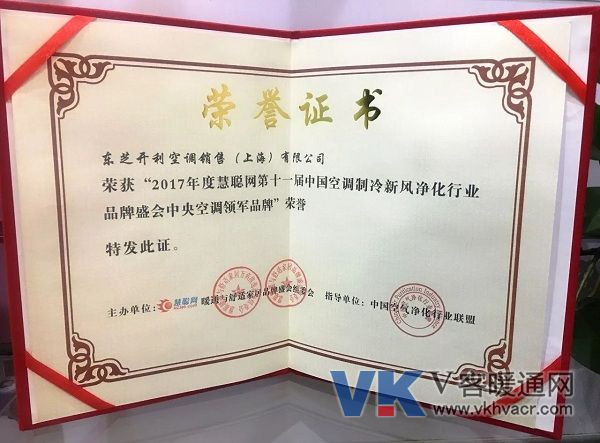 荣誉证书
东芝开利空调销售（上海）有限公司
荣获“2017年度慧聪网第十一届中国空调制冷新风净化行业
品牌盛会中央空调领军品牌”荣誉
特发此证。
主办单位：慧聪网 HC360.COM 暖通与舒适家居品牌盛会组委会 指导单位：中国空气净化行业联盟
VK V客暖通网
www.vkhvacr.com